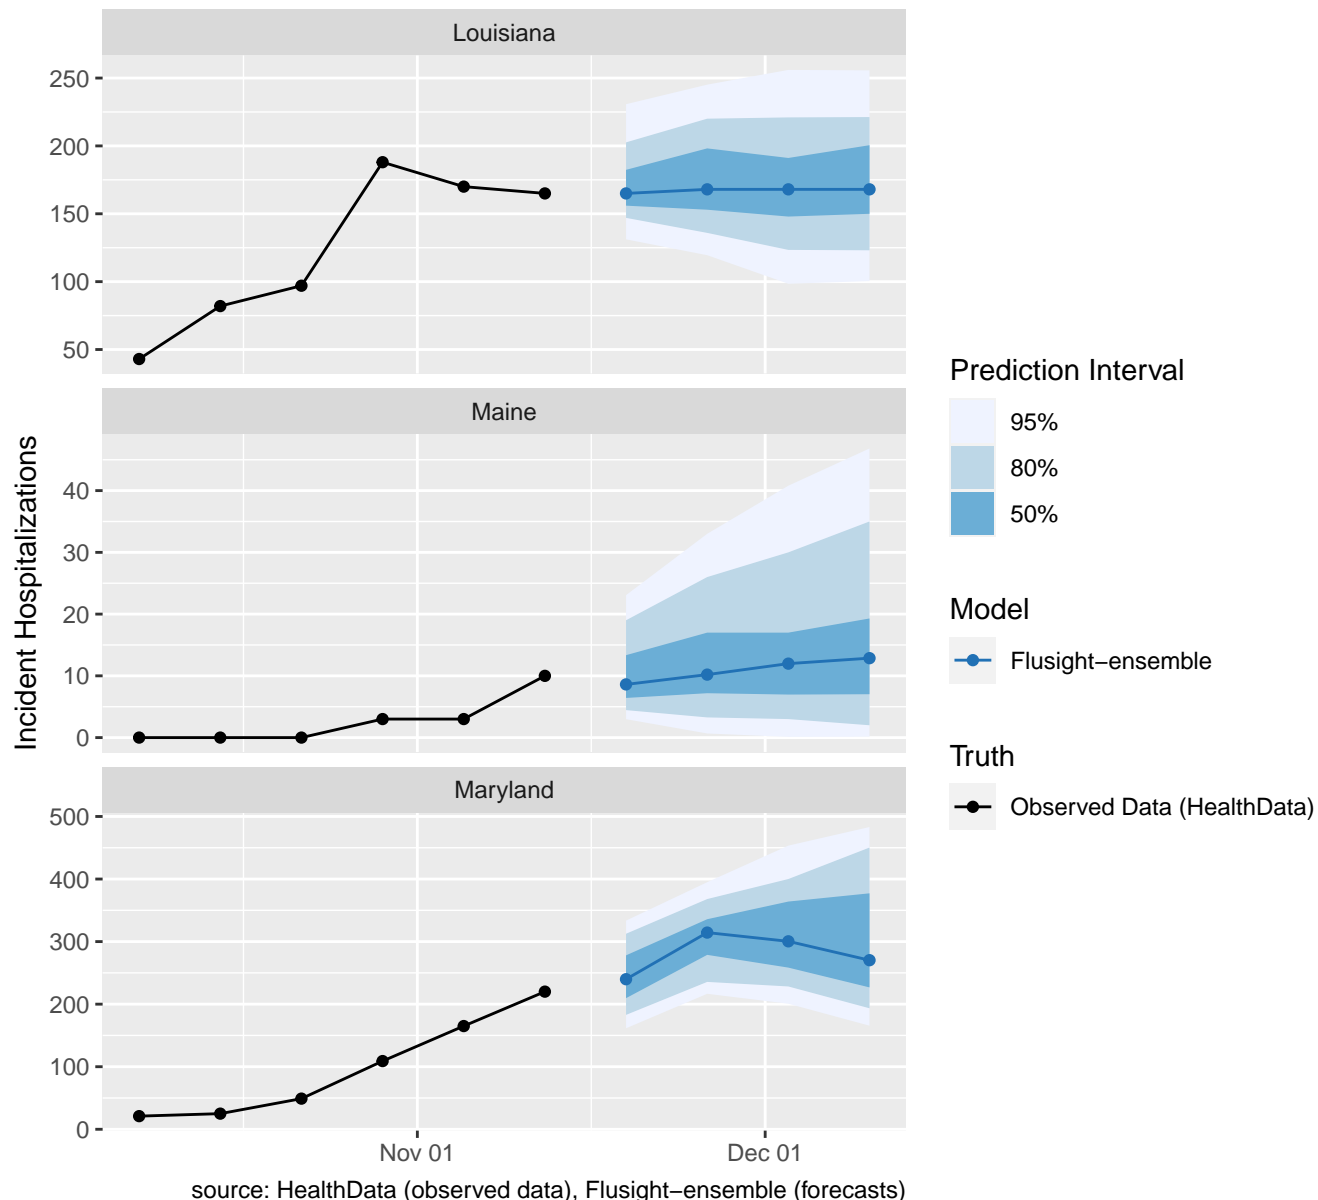 Louisiana
250
200
150
100
50
Maine
40
30
20
10
0
Maryland
500
400
300
200
100
0
Incident Hospitalizations
Nov 01
Dec 01
source: HealthData (observed data), Flusight−ensemble (forecasts)
Prediction Interval
95%
80%
50%
Model
Flusight−ensemble
Truth
Observed Data (HealthData)